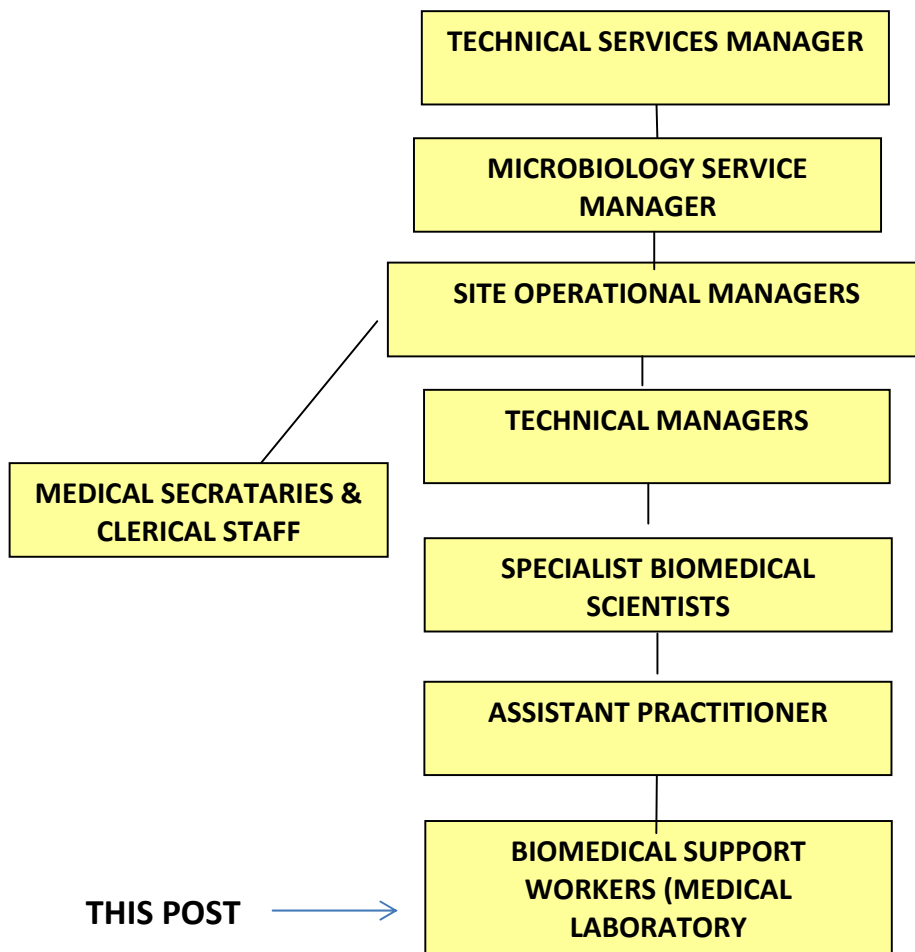 TECHNICAL SERVICES MANAGER
MICROBIOLOGY SERVICE
MANAGER
SITE OPERATIONAL MANAGERS
TECHNICAL MANAGERS
MEDICAL SECRATARIES &
CLERICAL STAFF
SPECIALIST BIOMEDICAL
SCIENTISTS
ASSISTANT PRACTITIONER
BIOMEDICAL SUPPORT
WORKERS (MEDICAL
LABORATORY
THIS POST